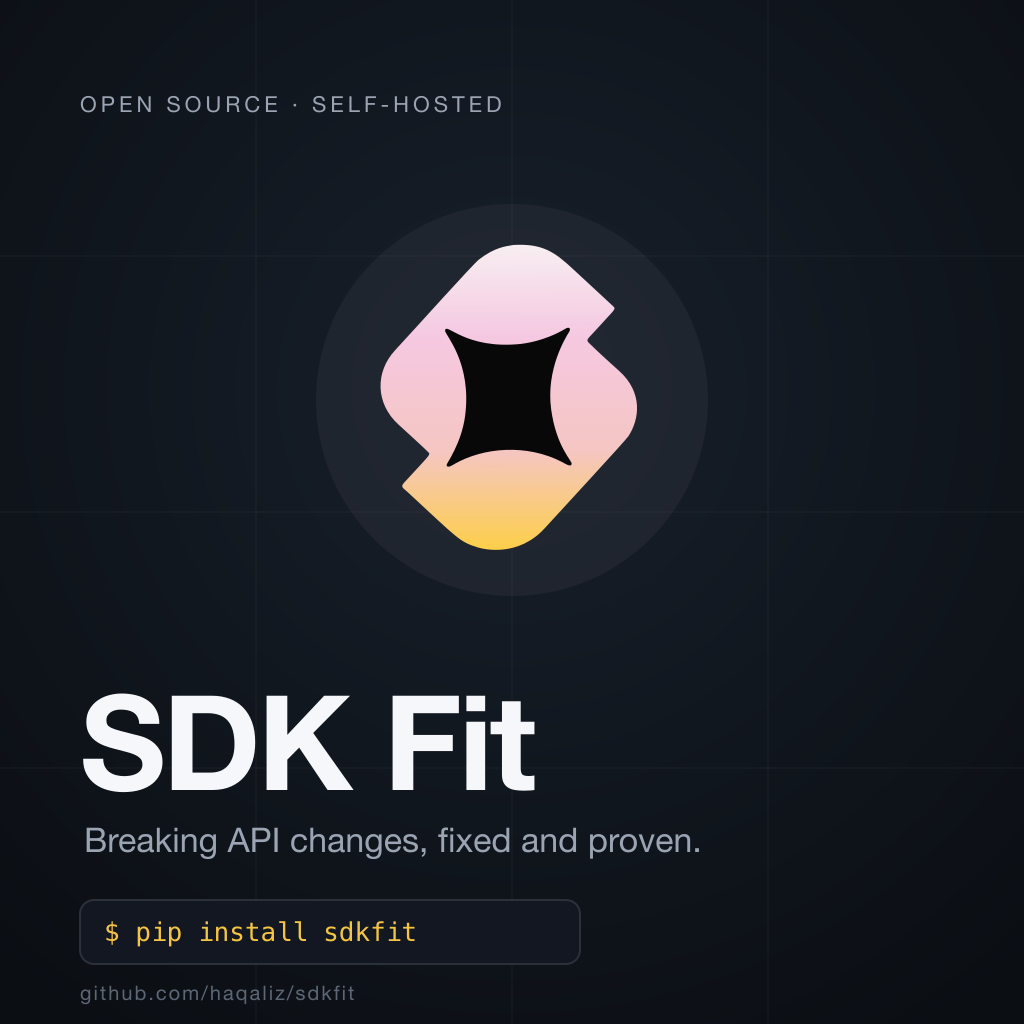 OPEN SOURCE · SELF-HOSTED
SDK Fit
Breaking API changes, fixed and proven.
$ pip install sdkfit
github.com/haqaliz/sdkfit